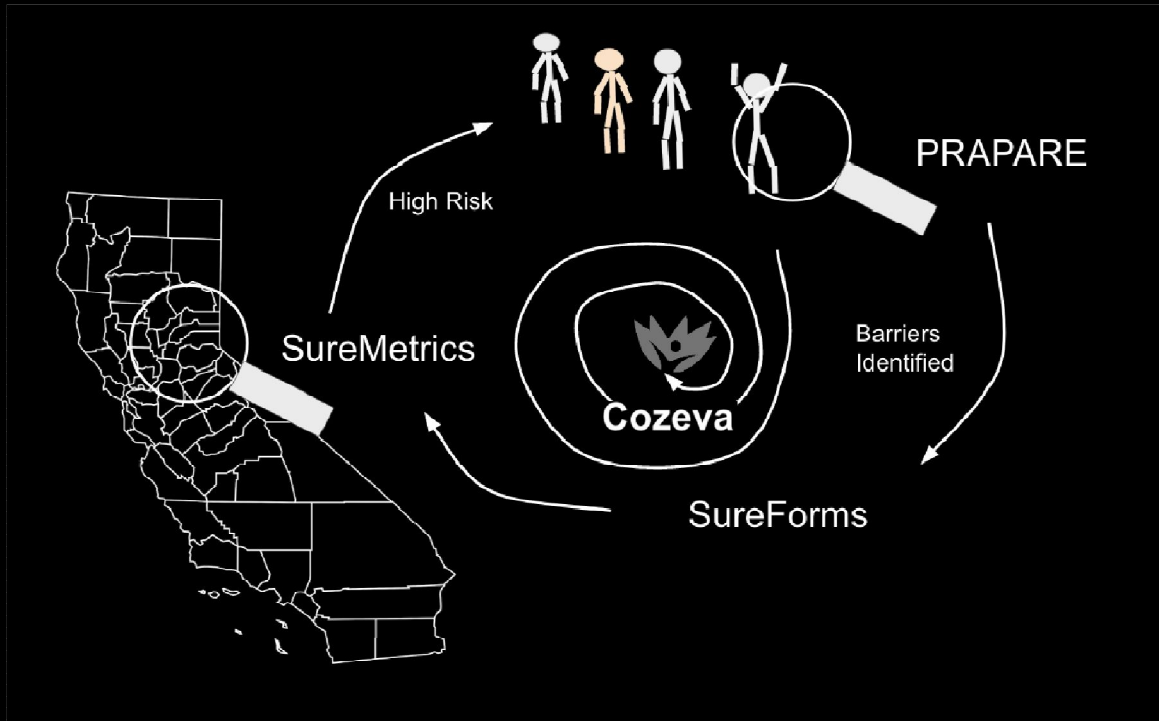 PRAPARE
High Risk
SureMetrics
Barriers
Identified
Cozeva
SureForms